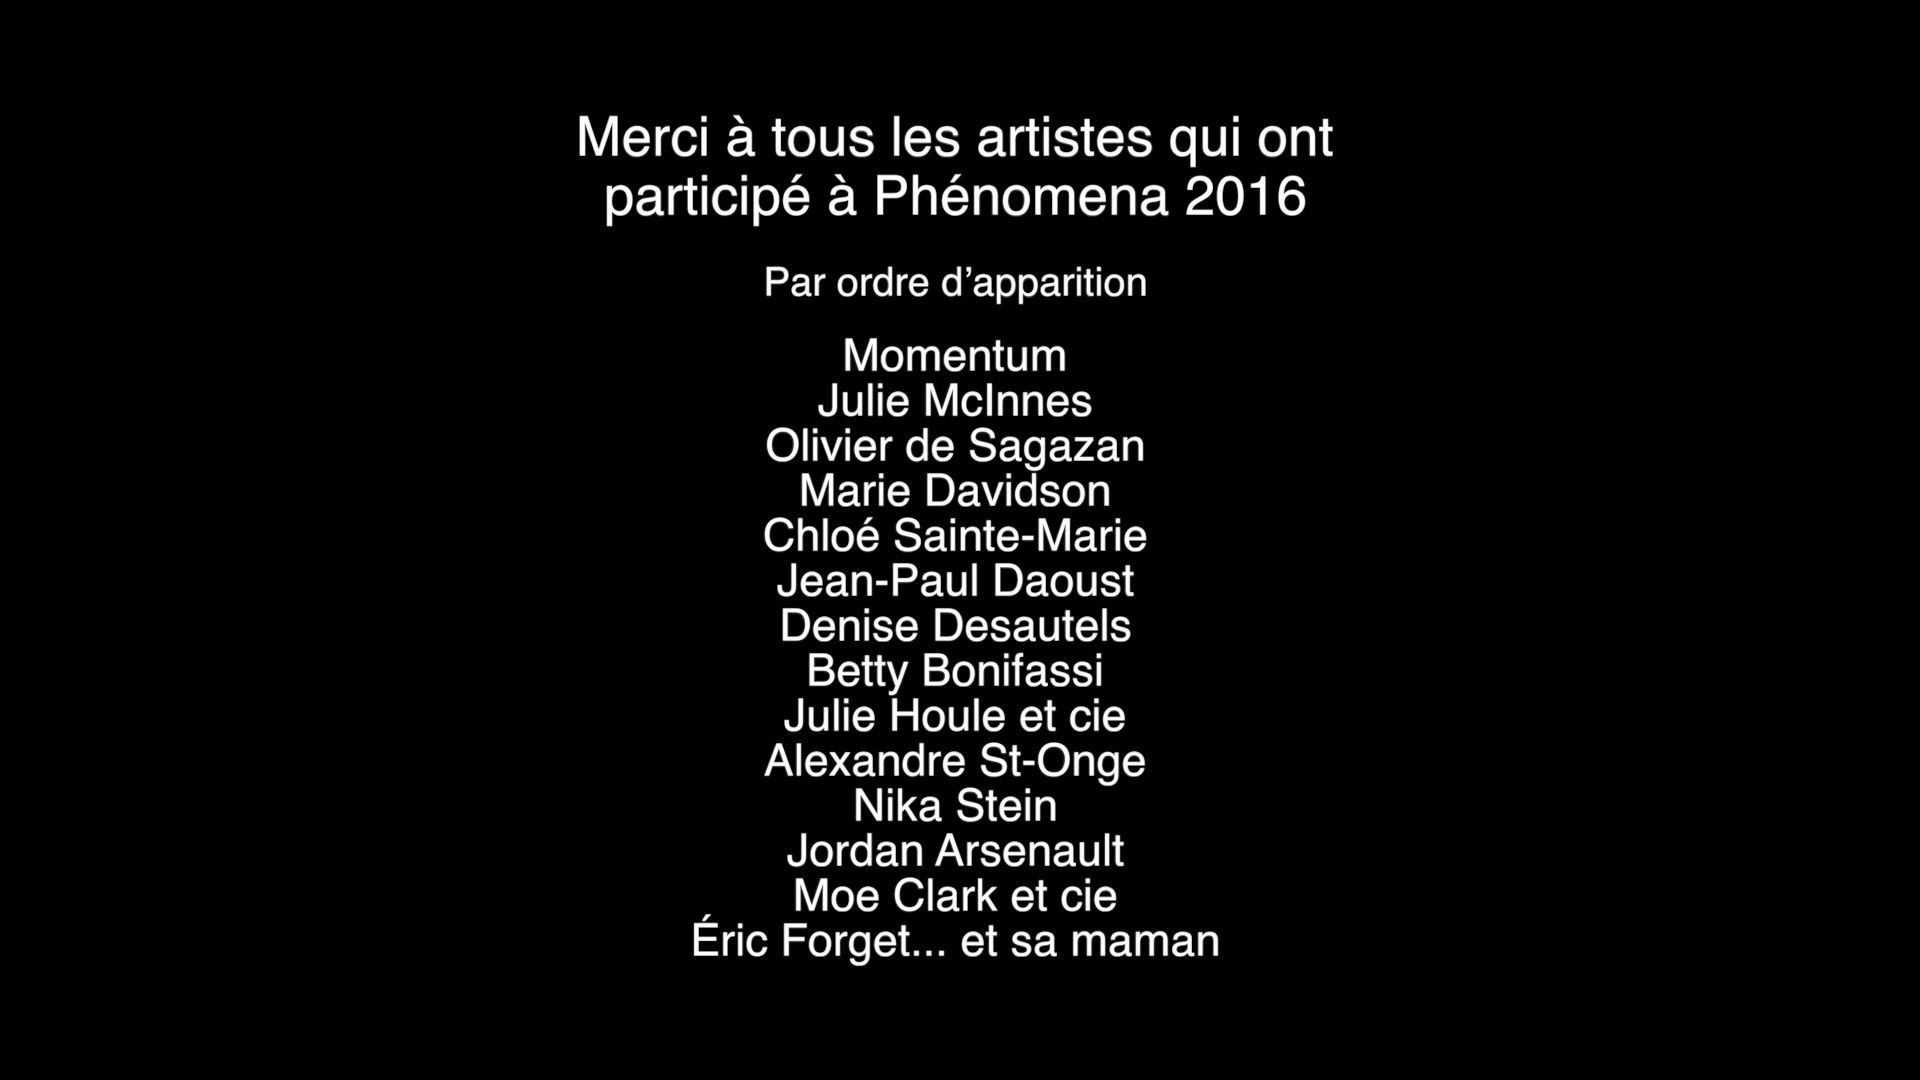 Merci à tous les artistes qui ont
participé à Phénomena 2016
Par ordre d’apparition
Momentum
Julie McInnes
Olivier de Sagazan
Marie Davidson
Chloé Sainte-Marie
Jean-Paul Daoust
Denise Desautels
Betty Bonifassi
Julie Houle et cie
Alexandre St-Onge
Nika Stein
Jordan Arsenault
Moe Clark et cie
Éric Forget... et sa maman